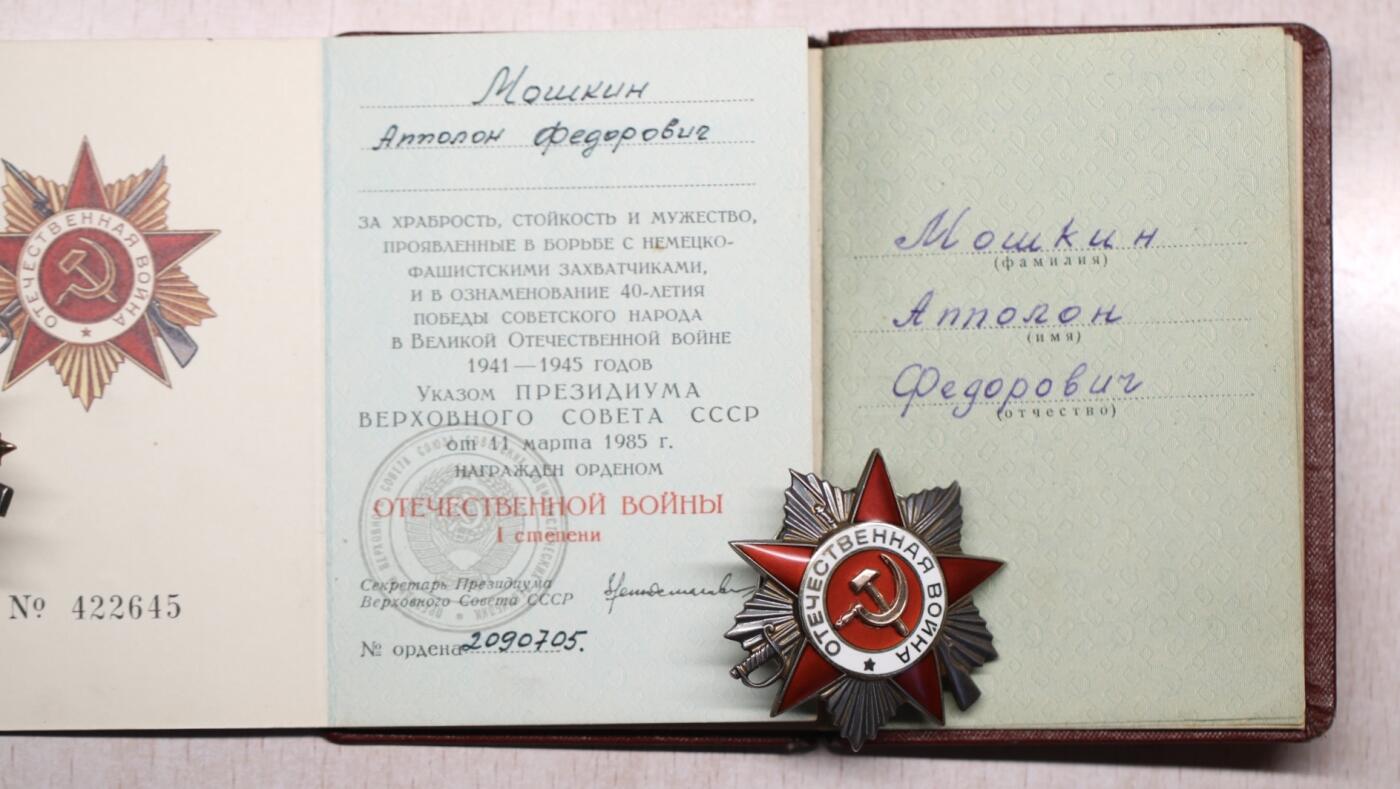 ОТЕЧЕСТВЕННАЯ ВОЙНА
№ 422645
Мошкин
Апполон Федорович
ЗА ХРАБРОСТЬ, СТОЙКОСТЬ И МУЖЕСТВО,
ПРОЯВЛЕННЫЕ В БОРЬБЕ С НЕМЕЦКО-
ФАШИСТСКИМИ ЗАХВАТЧИКАМИ,
И В ОЗНАМЕНОВАНИЕ 40-ЛЕТИЯ
ПОБЕДЫ СОВЕТСКОГО НАРОДА
В ВЕЛИКОЙ ОТЕЧЕСТВЕННОЙ ВОЙНЕ
1941—1945 ГОДОВ
УКАЗОМ ПРЕЗИДИУМА
ВЕРХОВНОГО СОВЕТА СССР
от 11 марта 1985 г.
НАГРАЖДЕН ОРДЕНОМ
ОТЕЧЕСТВЕННОЙ ВОЙНЫ
I степени
Секретарь Президиума
Верховного Совета СССР
№ ордена 2090705.
Мошкин
(фамилия)
Апполон
(имя)
Федорович
(отчество)
ОТЕЧЕСТВЕННАЯ ВОЙНА